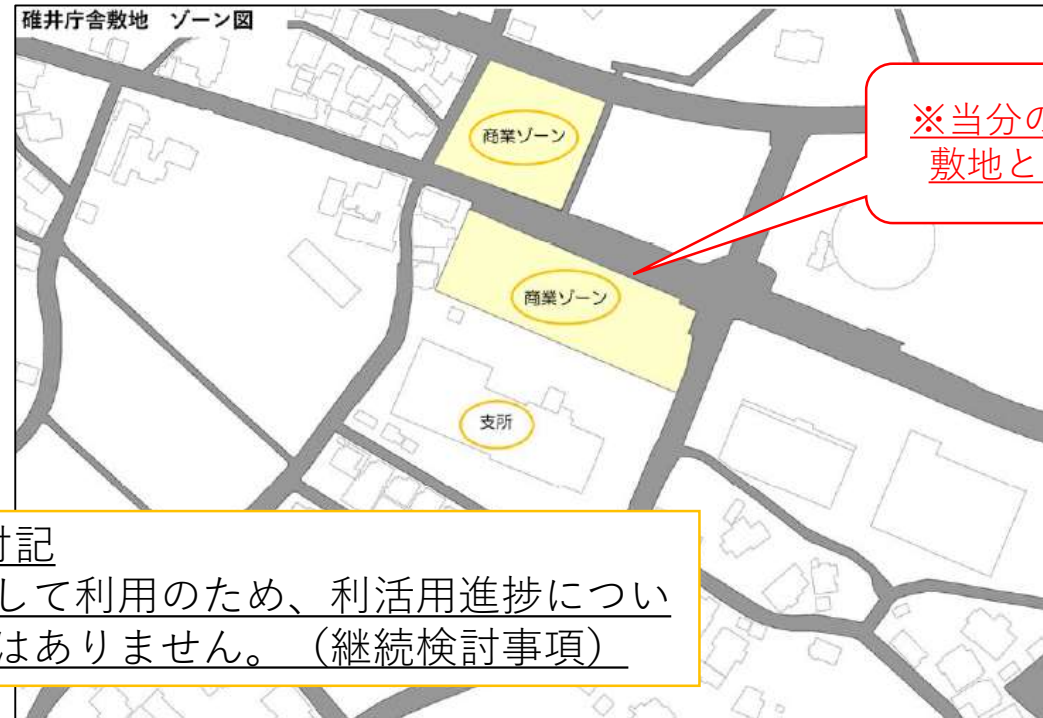 碓井庁舎敷地　ゾーン図
商業ゾーン
※当分の
敷地と
商業ゾーン
支所
付記
して利用のため、利活用進捗につい
はありません。（継続検討事項）